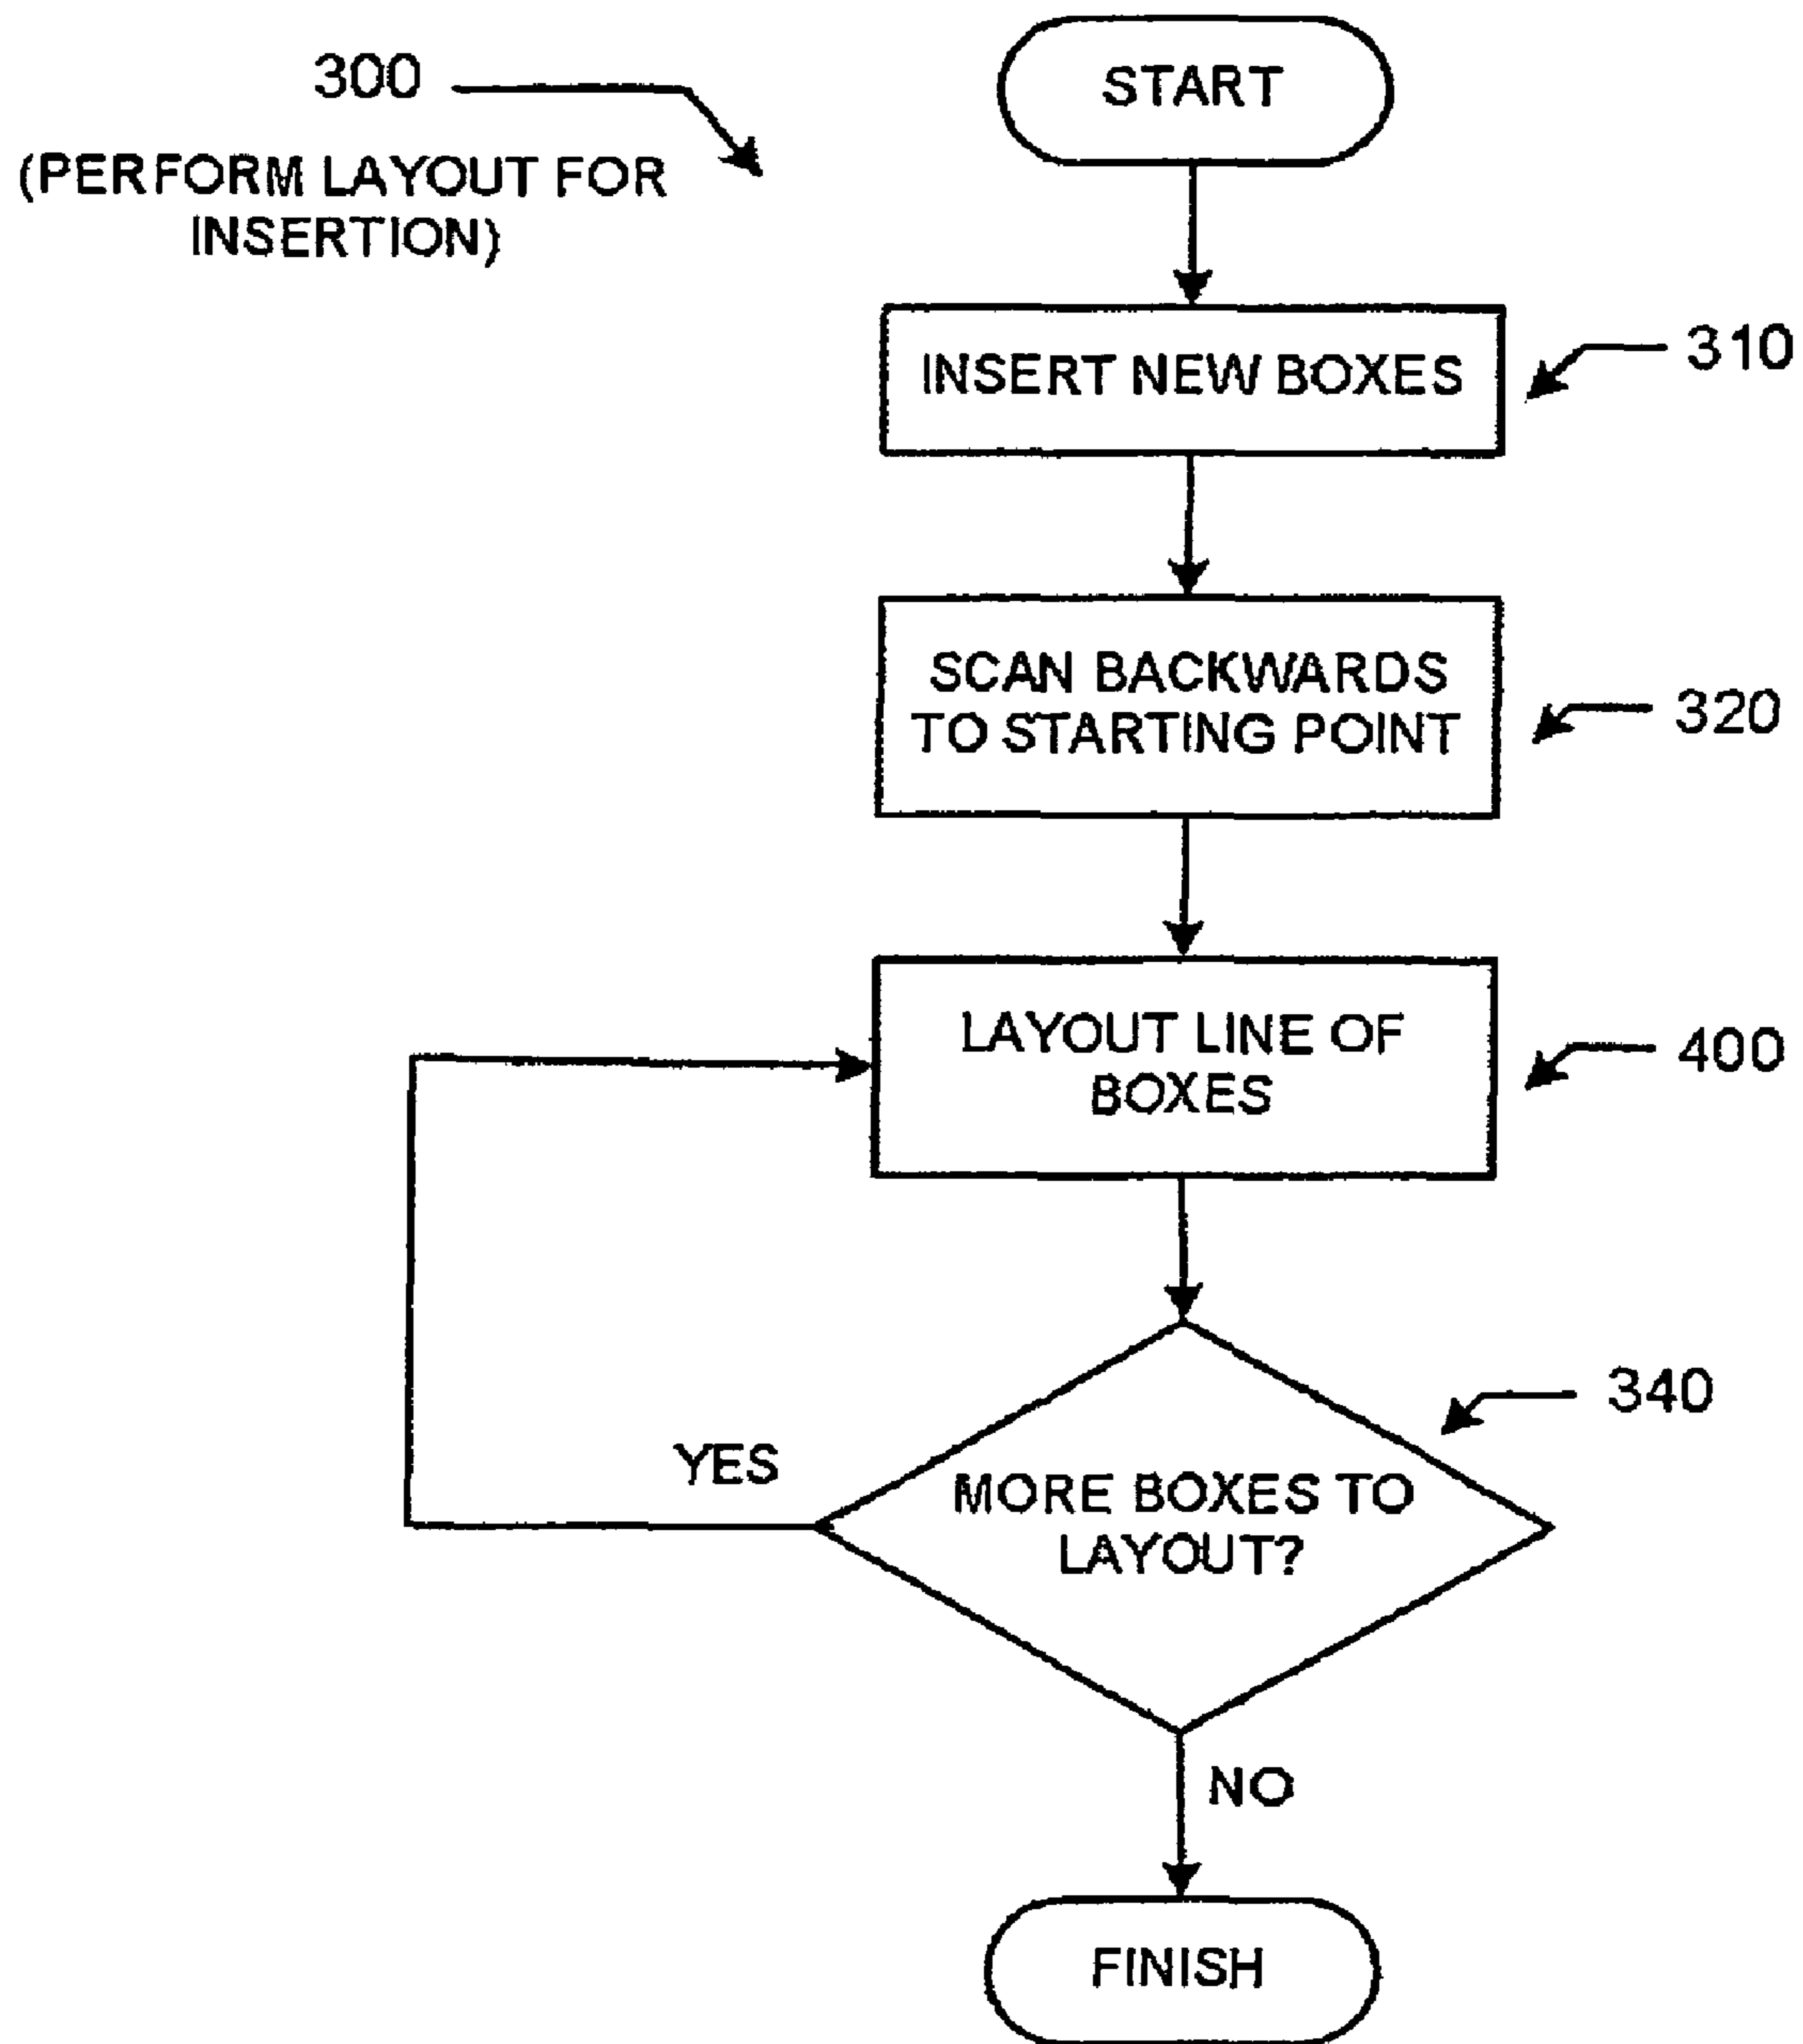 300
(PERFORM LAYOUT FOR
INSERTION)
START
INSERT NEW BOXES
310
SCAN BACKWARDS
TO STARTING POINT
320
LAYOUT LINE OF
BOXES
400
340
YES
MORE BOXES TO
LAYOUT?
NO
FINISH